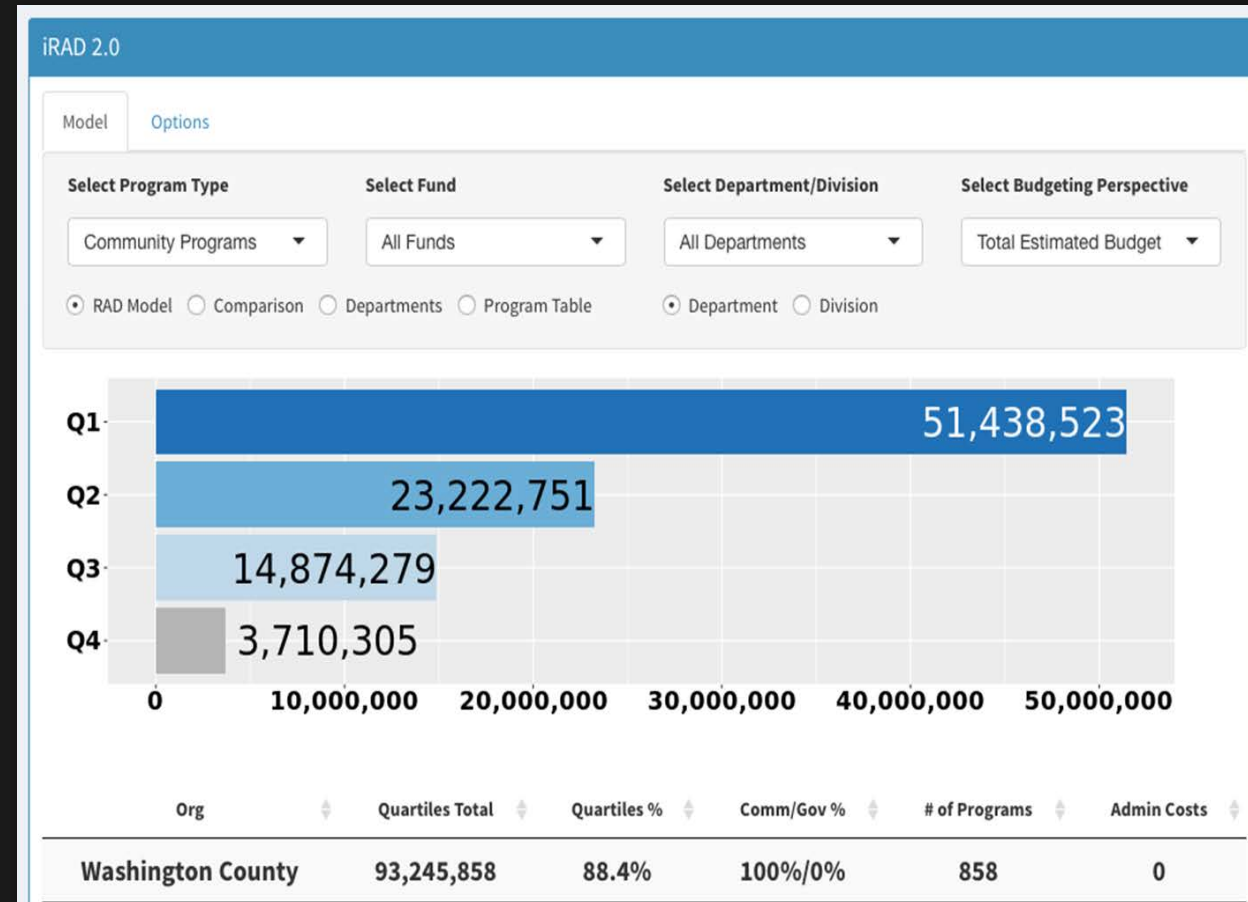 iRAD 2.0
Model Options
Select Program Type Select Fund Select Department/Division Select Budgeting Perspective
Community Programs All Funds All Departments Total Estimated Budget
RAD Model Comparison Departments Program Table Department Division
Q1 51,438,523
Q2 23,222,751
Q3 14,874,279
Q4 3,710,305
0 10,000,000 20,000,000 30,000,000 40,000,000 50,000,000
Org Quartiles Total Quartiles % Comm/Gov % # of Programs Admin Costs
Washington County 93,245,858 88.4% 100%/0% 858 0